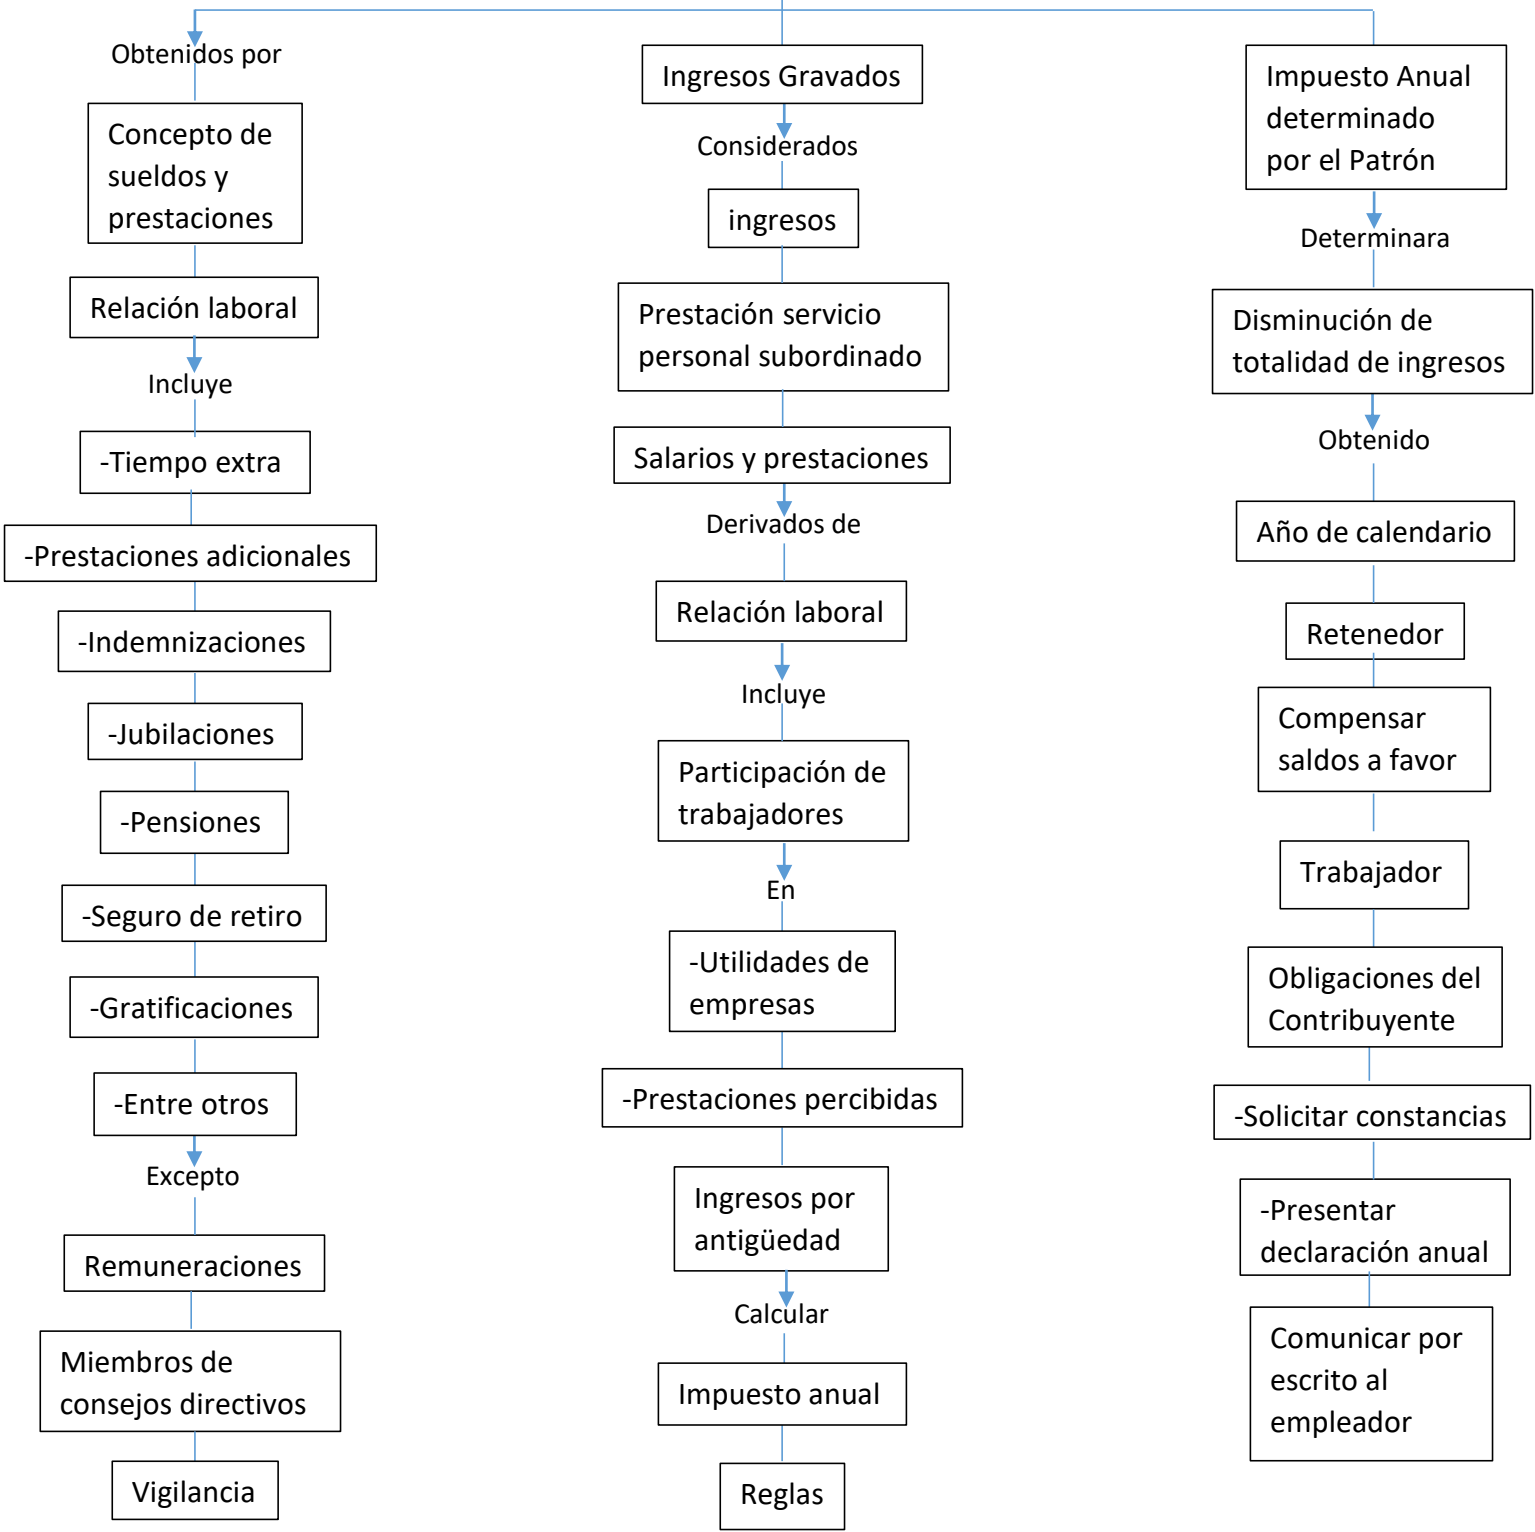 Obtenidos por
Concepto de
sueldos y
prestaciones
Relación laboral
Incluye
-Tiempo extra
-Prestaciones adicionales
-Indemnizaciones
-Jubilaciones
-Pensiones
-Seguro de retiro
-Gratificaciones
-Entre otros
Excepto
Remuneraciones
Miembros de
consejos directivos
Vigilancia
Ingresos Gravados
Considerados
ingresos
Prestación servicio
personal subordinado
Salarios y prestaciones
Derivados de
Relación laboral
Incluye
Participación de
trabajadores
En
-Utilidades de
empresas
-Prestaciones percibidas
Ingresos por
antigüedad
Calcular
Impuesto anual
Reglas
Impuesto Anual
determinado
por el Patrón
Determinara
Disminución de
totalidad de ingresos
Obtenido
Año de calendario
Retenedor
Compensar
saldos a favor
Trabajador
Obligaciones del
Contribuyente
-Solicitar constancias
-Presentar
declaración anual
Comunicar por
escrito al
empleador